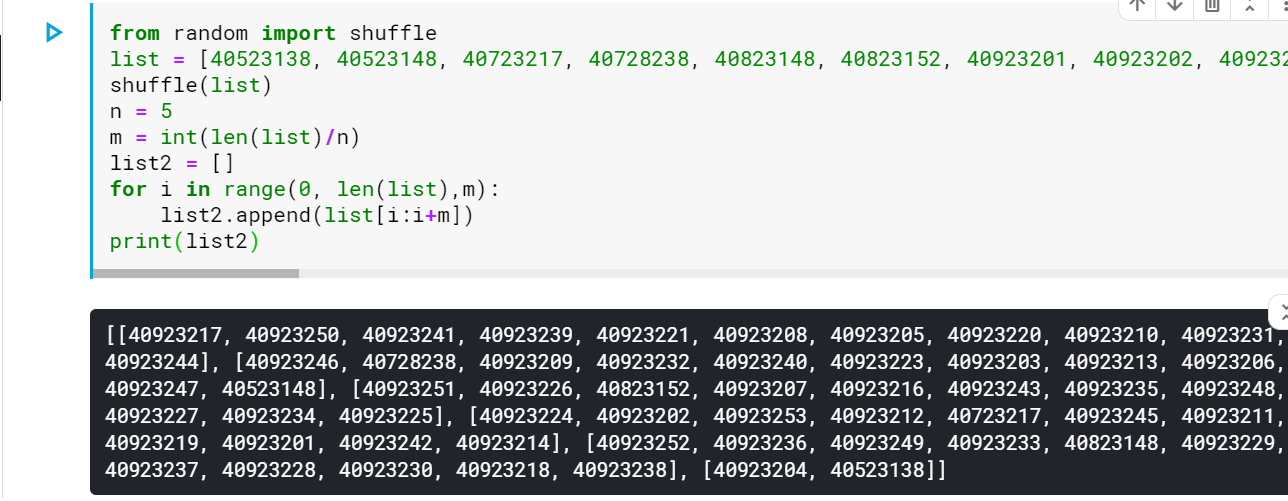 from random import shuffle
list = [40523138, 40523148, 40723217, 40728238, 40823148, 40823152, 40923201, 40923202,
shuffle(list)
n = 5
m = int(len(list)/n)
list2 = []
for i in range(0, len(list),m):
    list2.append(list[i:i+m])
print(list2)
[[40923217, 40923250, 40923241, 40923239, 40923221, 40923208, 40923205, 40923220, 40923210, 40923231,
40923244], [40923246, 40728238, 40923209, 40923232, 40923240, 40923223, 40923203, 40923213, 40923206,
40923247, 40523148], [40923251, 40923226, 40823152, 40923207, 40923216, 40923243, 40923235, 40923248,
40923227, 40923234, 40923225], [40923224, 40923202, 40923253, 40923212, 40723217, 40923245, 40923211,
40923219, 40923201, 40923242, 40923214], [40923252, 40923236, 40923249, 40923233, 40823148, 40923229,
40923237, 40923228, 40923230, 40923218, 40923238], [40923204, 40523138]]